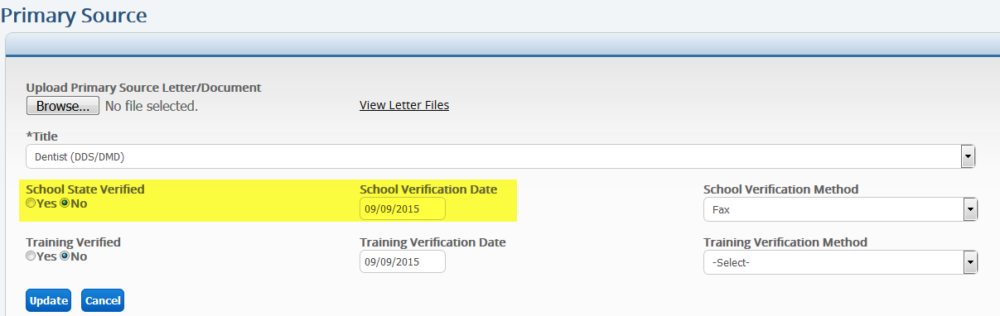 Primary Source
Upload Primary Source Letter/Document
Browse... No file selected. View Letter Files
*Title
Dentist (DDS/DMD)
School State Verified School Verification Date School Verification Method
Yes No 09/09/2015 Fax
Training Verified Training Verification Date Training Verification Method
Yes No 09/09/2015 -Select-
Update Cancel